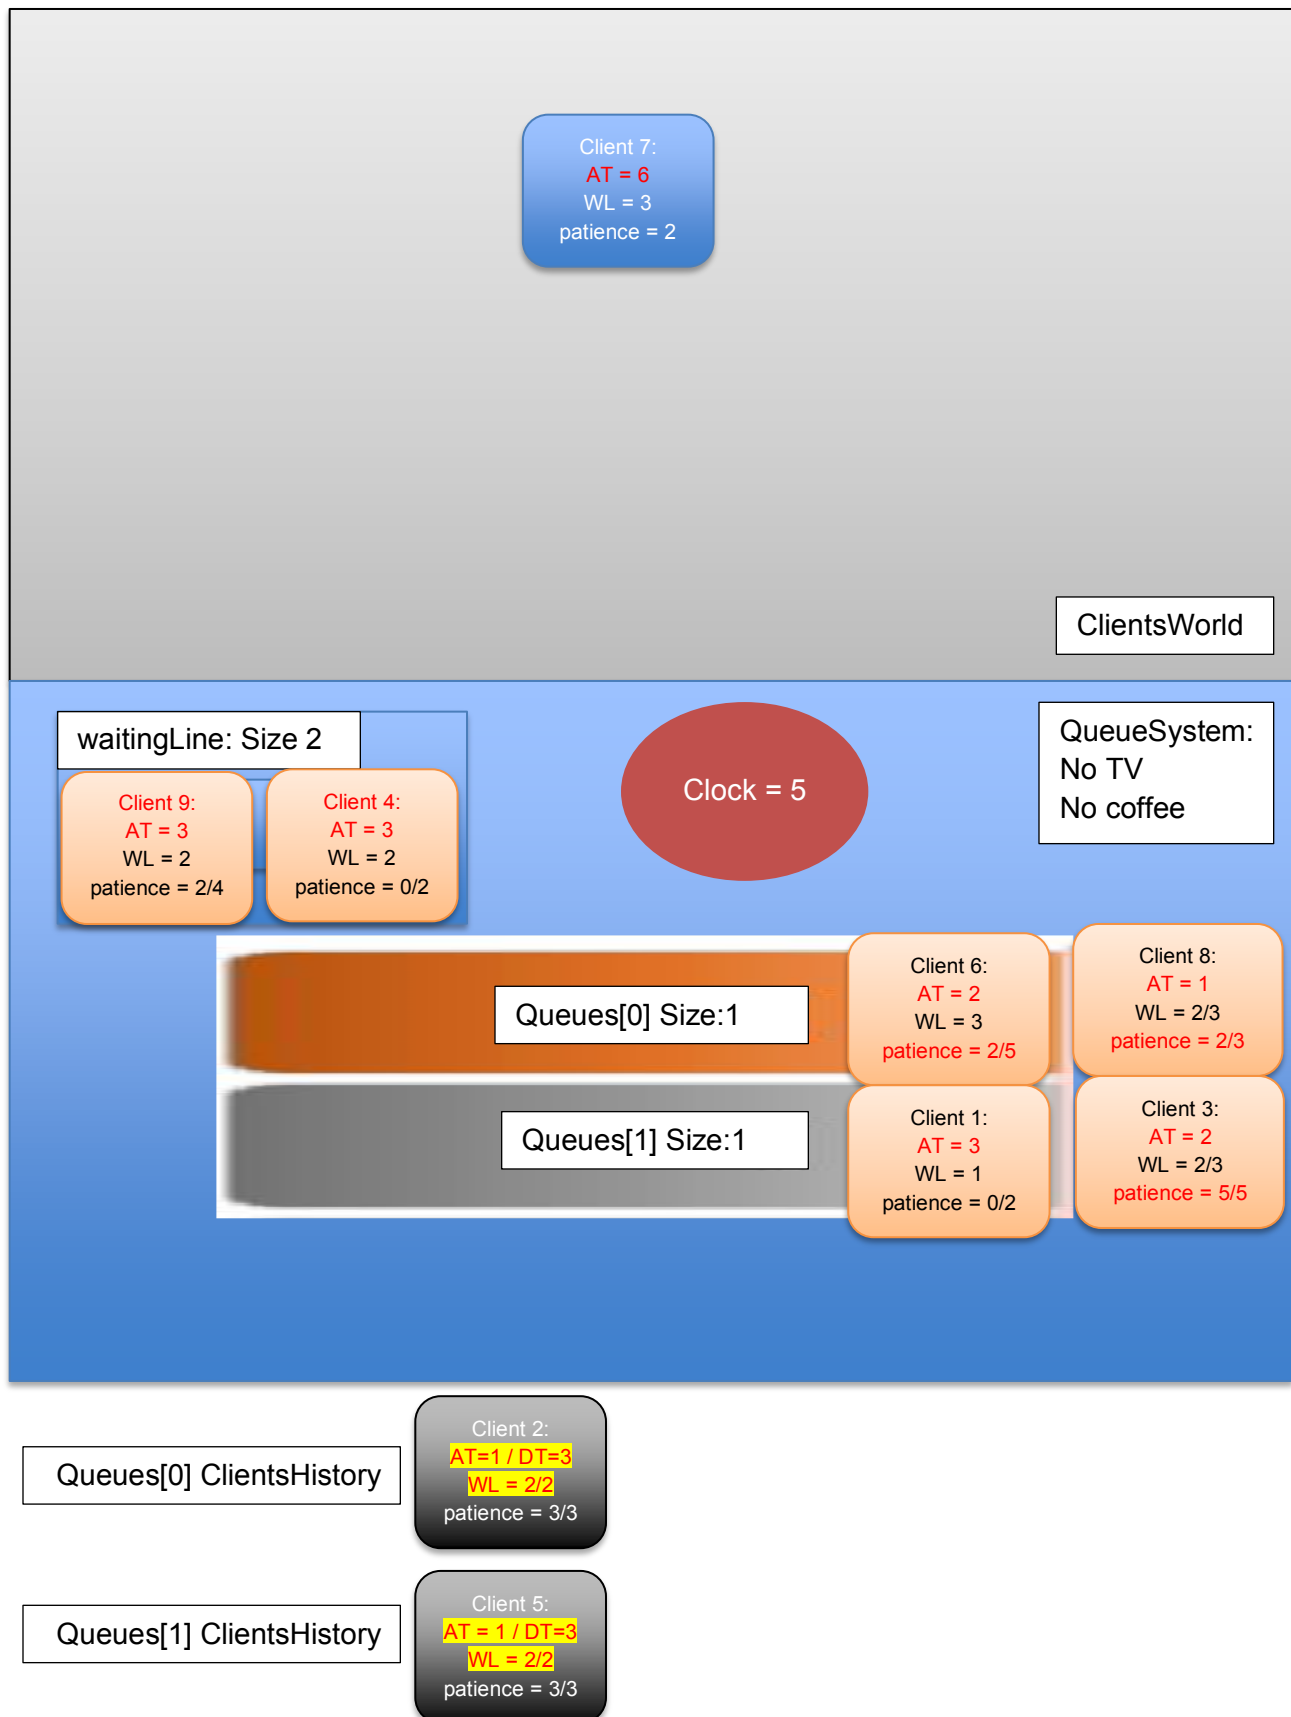 Client 7:
AT = 6
WL = 3
patience = 2
ClientsWorld
waitingLine: Size 2
Client 9:
AT = 3
WL = 2
patience = 2/4
Client 4:
AT = 3
WL = 2
patience = 0/2
Clock = 5
QueueSystem:
No TV
No coffee
Queues[0] Size:1
Client 6:
AT = 2
WL = 3
patience = 2/5
Client 8:
AT = 1
WL = 2/3
patience = 2/3
Queues[1] Size:1
Client 1:
AT = 3
WL = 1
patience = 0/2
Client 3:
AT = 2
WL = 2/3
patience = 5/5
Queues[0] ClientsHistory
Client 2:
AT=1 / DT=3
WL = 2/2
patience = 3/3
Queues[1] ClientsHistory
Client 5:
AT = 1 / DT=3
WL = 2/2
patience = 3/3